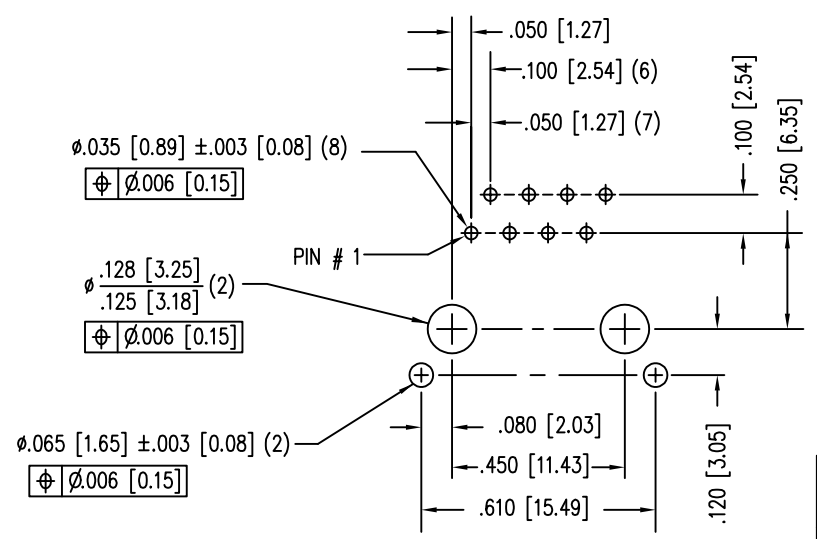 .050 [1.27]
.100 [2.54] (6)
.050 [1.27] (7)
.100 [2.54]
.250 [6.35]
ø.035 [0.89] ±.003 [0.08] (8)
⌖ Ø.006 [0.15]
PIN # 1
ø .128 [3.25] (2)
.125 [3.18]
⌖ Ø.006 [0.15]
ø.065 [1.65] ±.003 [0.08] (2)
⌖ Ø.006 [0.15]
.080 [2.03]
.450 [11.43]
.610 [15.49]
.120 [3.05]